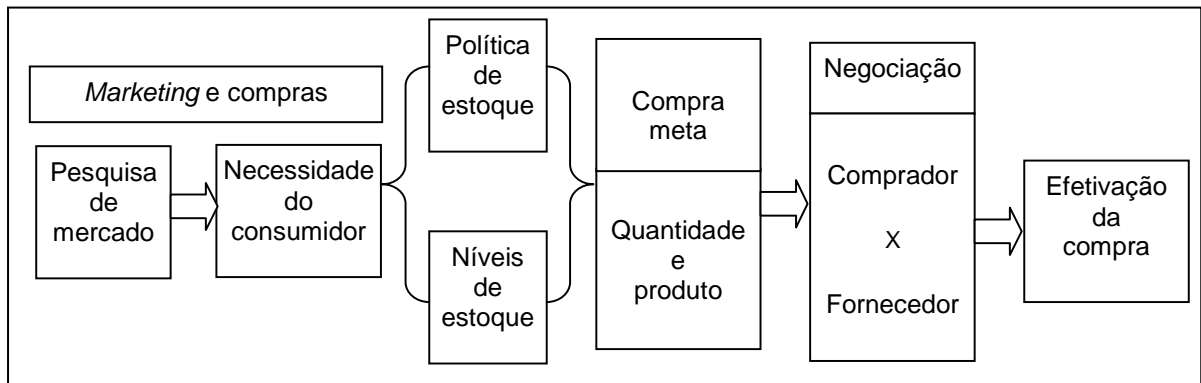 Marketing e compras
Pesquisa
de
mercado
Necessidade
do
consumidor
Política
de
estoque
Níveis
de
estoque
Compra
meta
Quantidade
e
produto
Negociação
Comprador
X
Fornecedor
Efetivação
da
compra